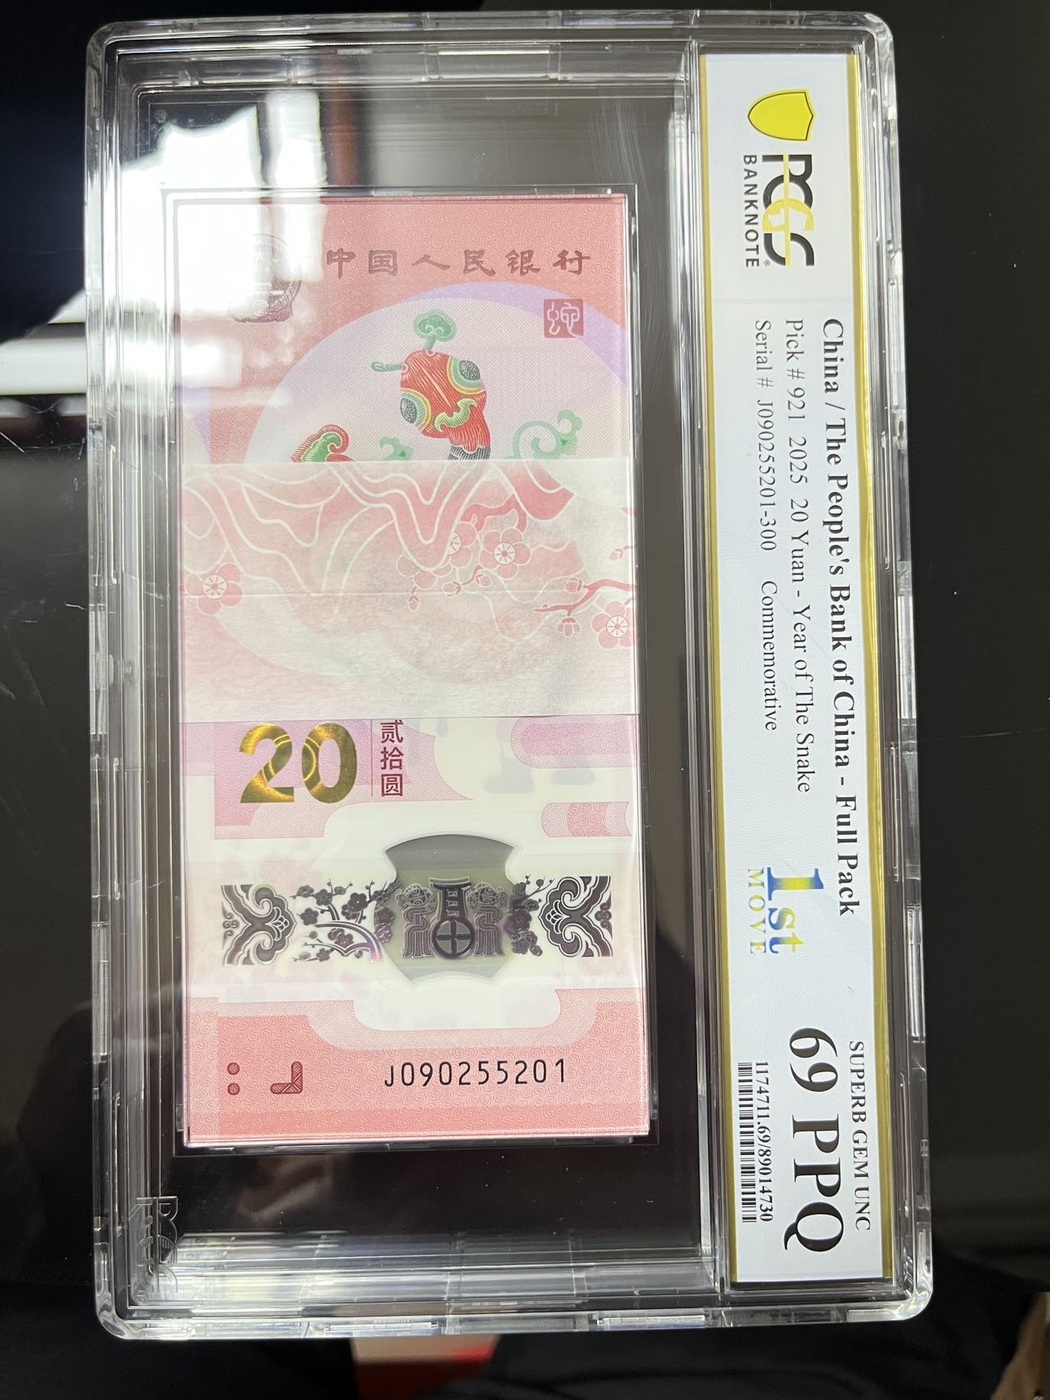 PCGS
BANKNOTE
China / The People's Bank of China - Full Pack
Pick # 921 2025 20 Yuan - Year of The Snake
Serial # J090255201-300 Commemorative
1st
MOVE
SUPERB GEM UNC
69 PPQ
1174711.69/89014730
中国人民银行
20
贰拾圆
J090255201